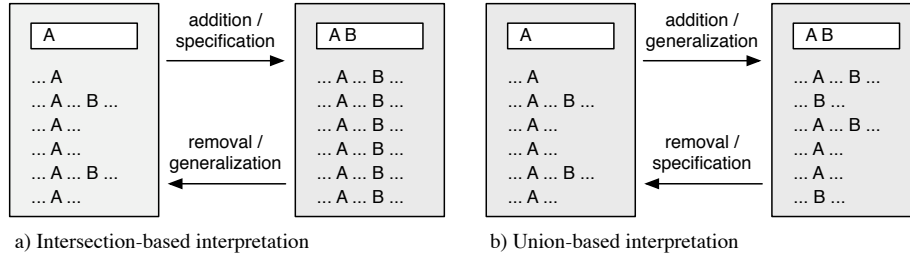 A
... A
... A ... B ...
... A ...
... A ...
... A ... B ...
... A ...
addition /
specification
removal /
generalization
A B
... A ... B ...
... A ... B ...
... A ... B ...
... A ... B ...
... A ... B ...
... A ... B ...
a) Intersection-based interpretation
A
... A
... A ... B ...
... A ...
... A ...
... A ... B ...
... A ...
addition /
generalization
removal /
specification
A B
... A ... B ...
... B ...
... A ... B ...
... A ...
... A ...
... B ...
b) Union-based interpretation